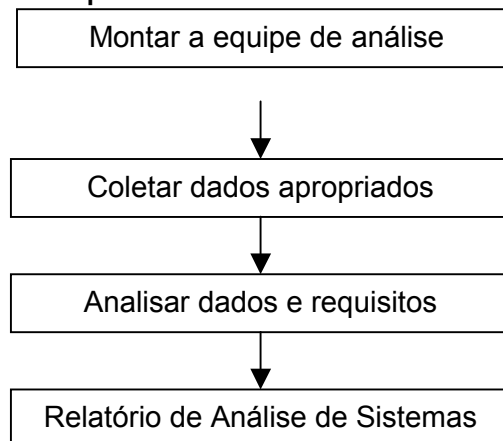 Montar a equipe de análise
Coletar dados apropriados
Analisar dados e requisitos
Relatório de Análise de Sistemas